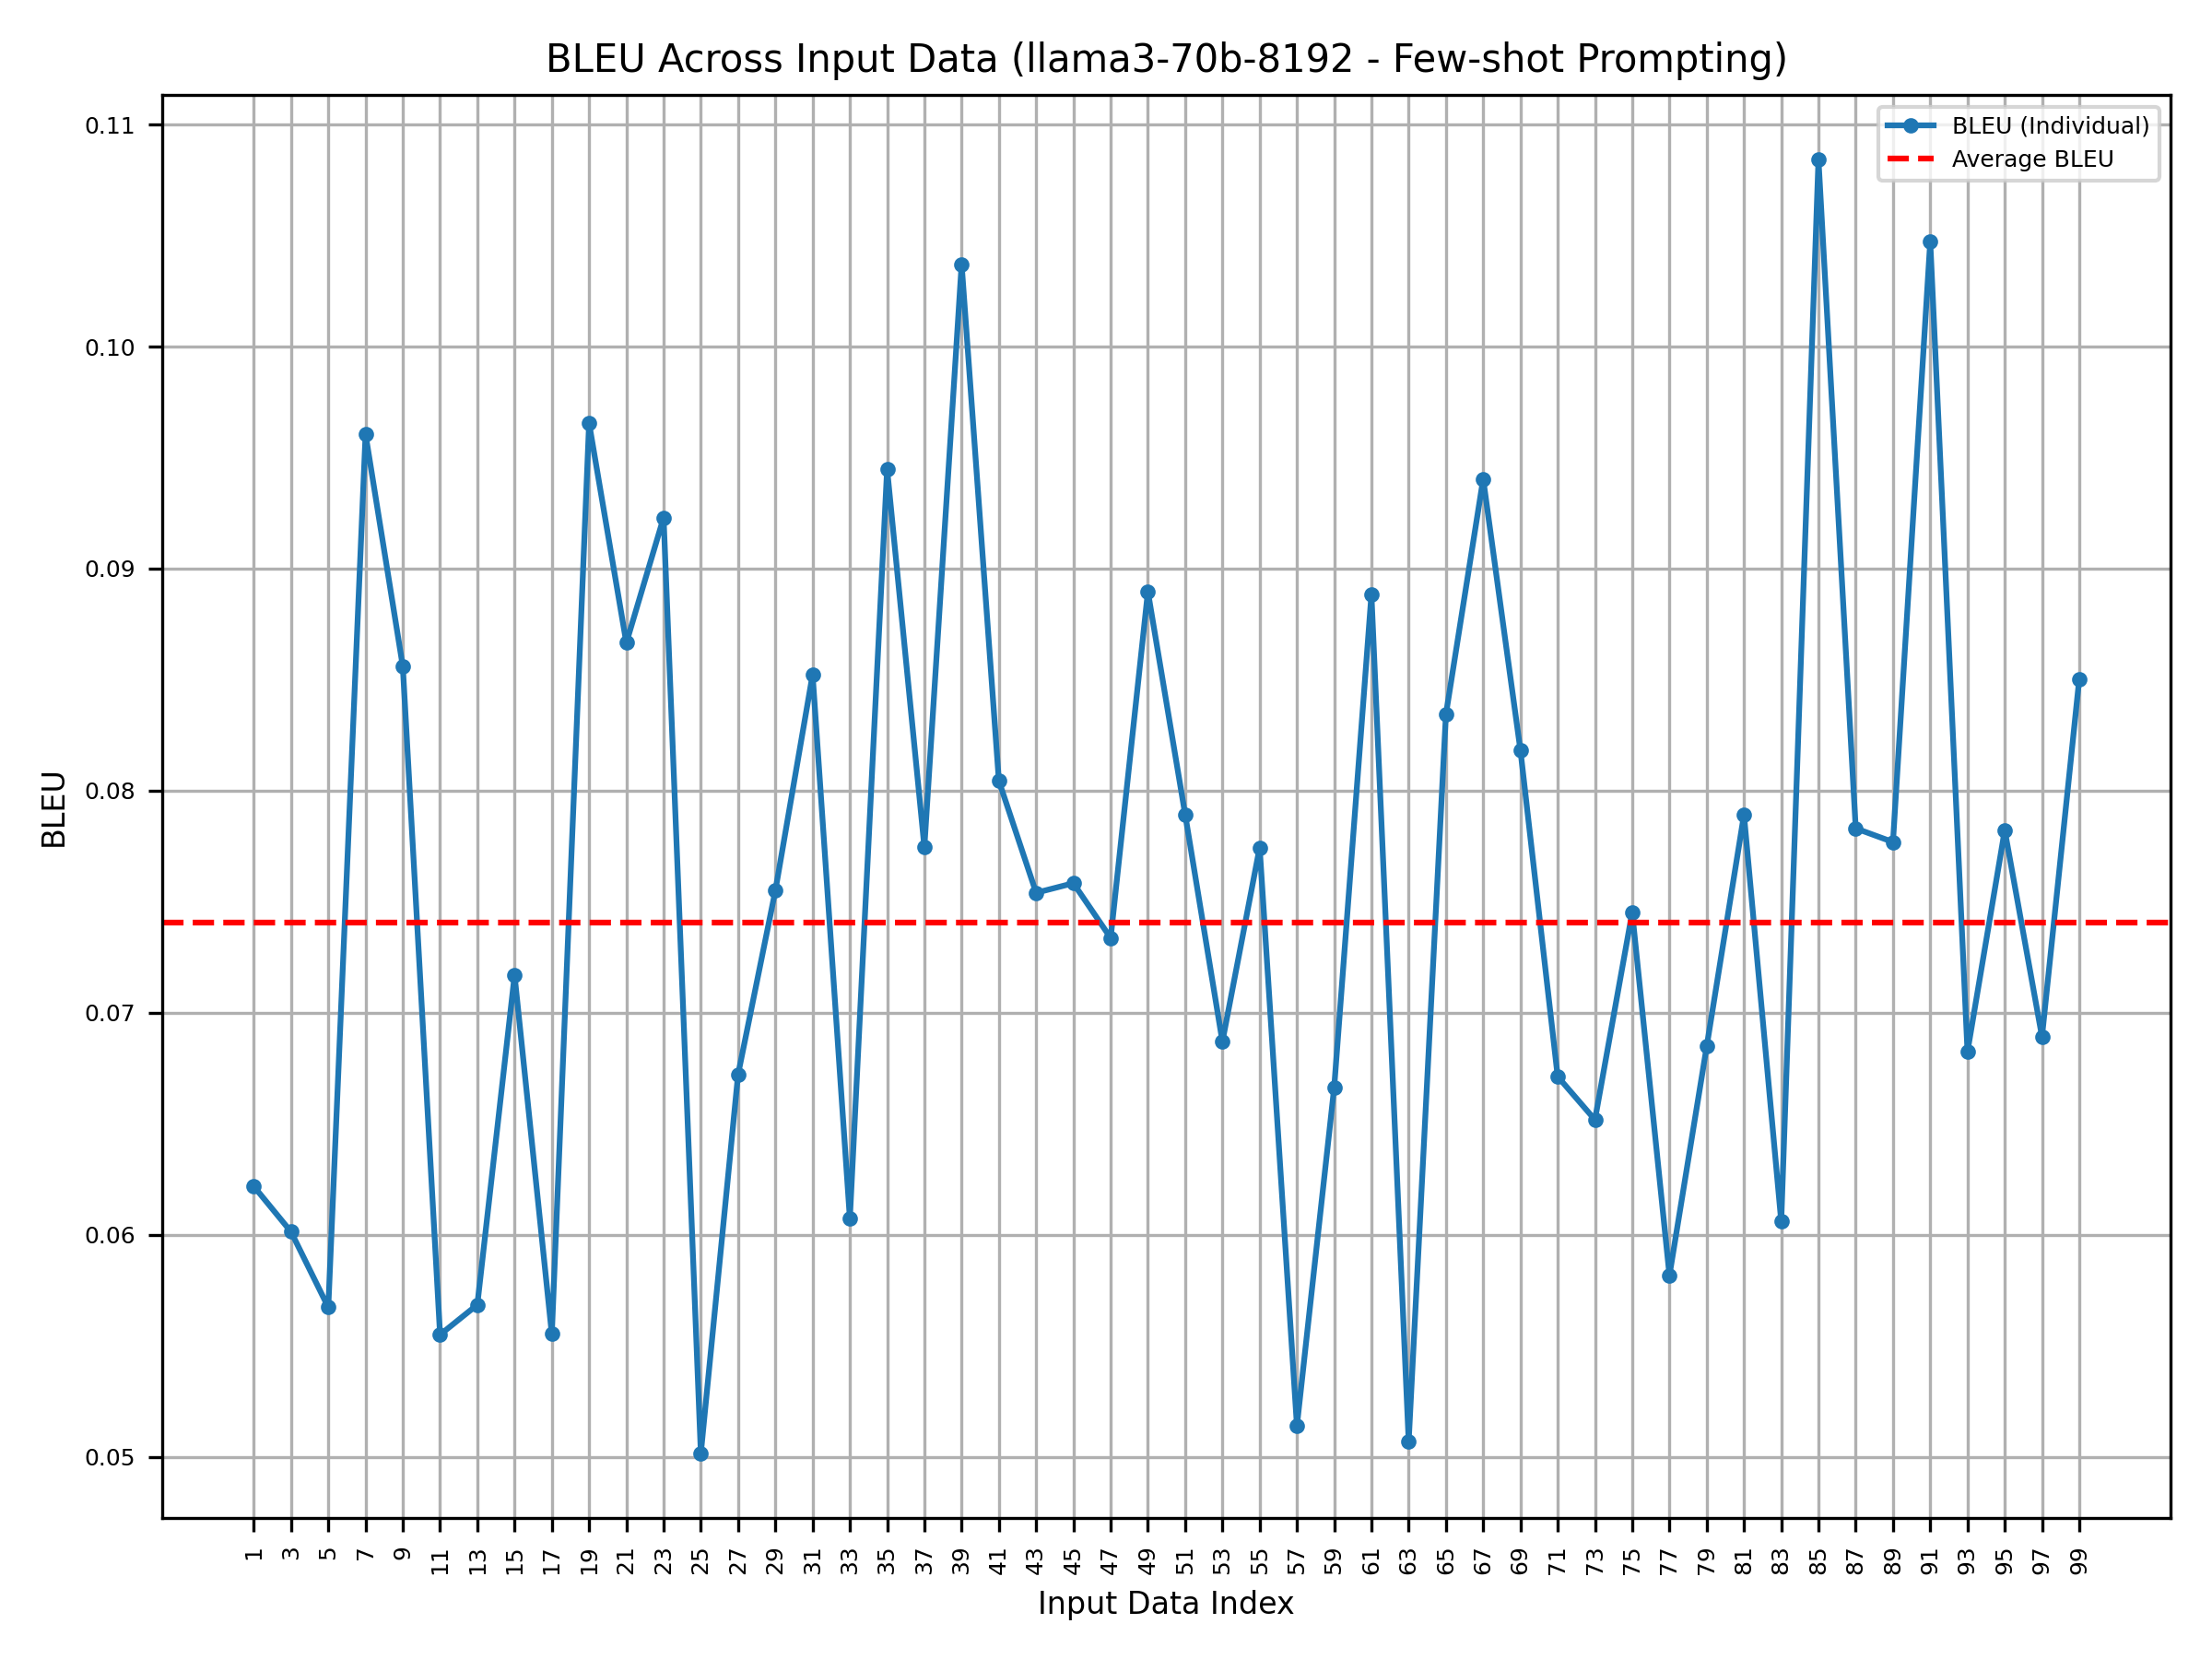 BLEU Across Input Data (llama3-70b-8192 - Few-shot Prompting)
BLEU (Individual)
Average BLEU
0.11
0.10
0.09
0.08
0.07
0.06
0.05
BLEU
1 3 5 7 9 11 13 15 17 19 21 23 25 27 29 31 33 35 37 39 41 43 45 47 49 51 53 55 57 59 61 63 65 67 69 71 73 75 77 79 81 83 85 87 89 91 93 95 97 99
Input Data Index